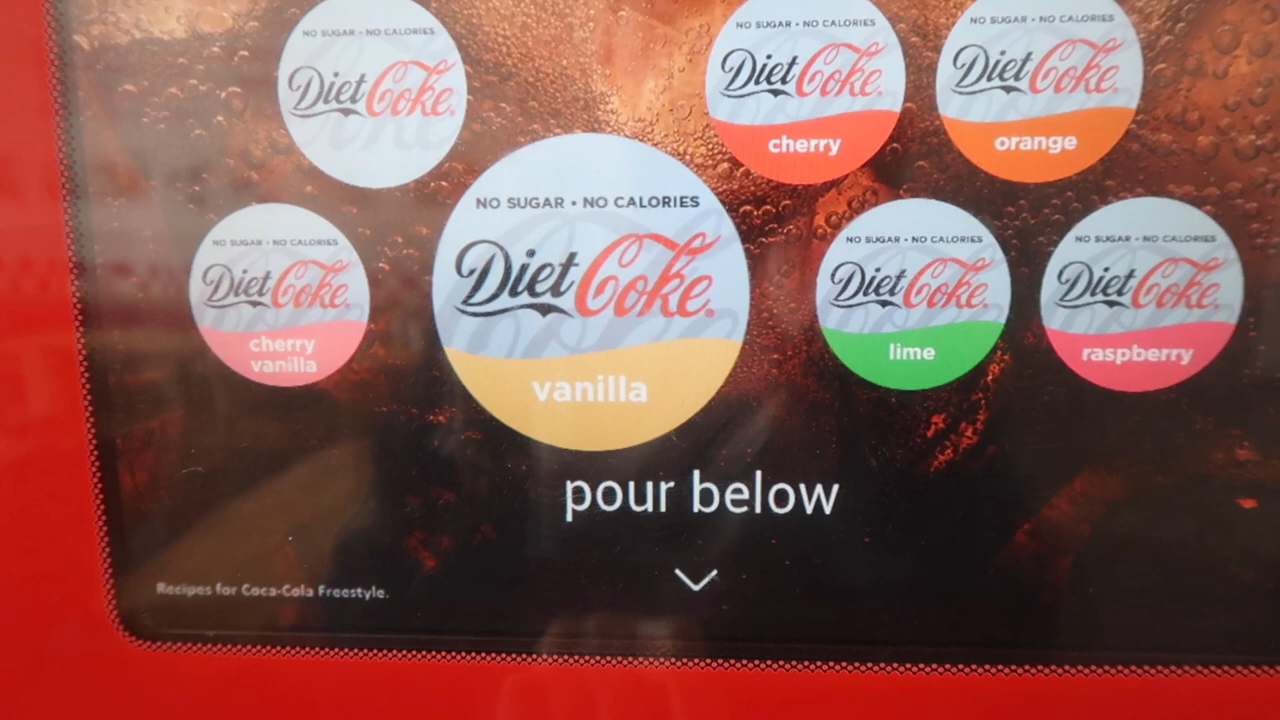 NO SUGAR • NO CALORIES
Diet Coke
NO SUGAR • NO CALORIES
Diet Coke
cherry
NO SUGAR • NO CALORIES
Diet Coke
orange
NO SUGAR • NO CALORIES
Diet Coke
cherry
vanilla
NO SUGAR • NO CALORIES
Diet Coke
vanilla
NO SUGAR • NO CALORIES
Diet Coke
lime
NO SUGAR • NO CALORIES
Diet Coke
raspberry
pour below
Recipes for Coca-Cola Freestyle.